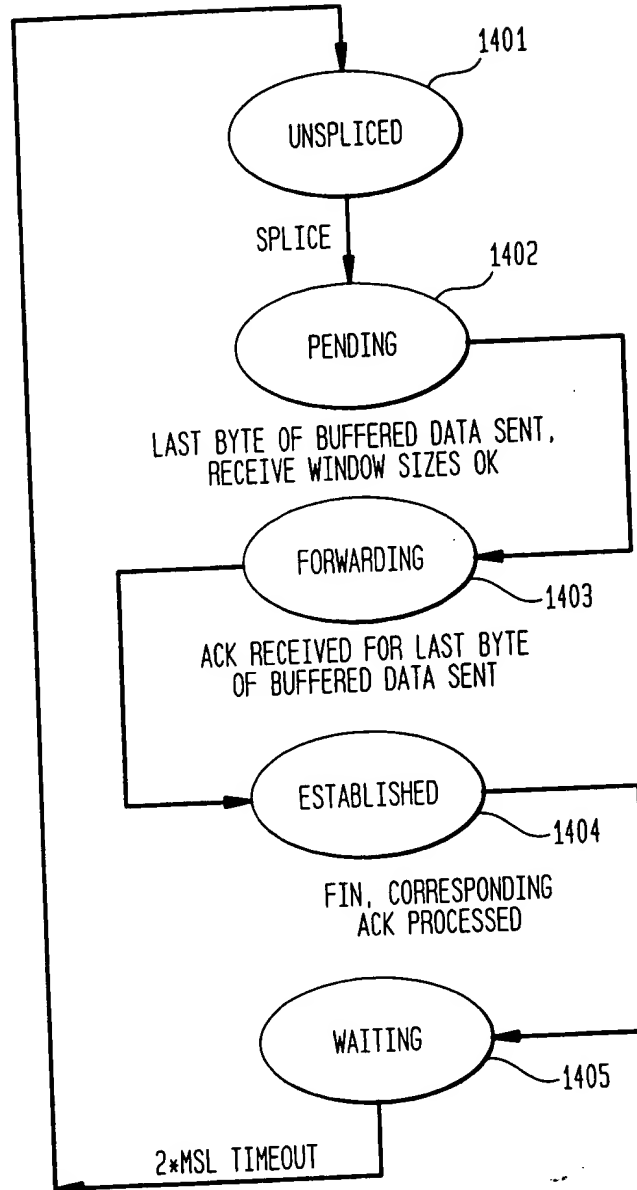 1401
UNSPLICED
SPLICE
1402
PENDING
LAST BYTE OF BUFFERED DATA SENT,
RECEIVE WINDOW SIZES OK
FORWARDING
1403
ACK RECEIVED FOR LAST BYTE
OF BUFFERED DATA SENT
ESTABLISHED
1404
FIN, CORRESPONDING
ACK PROCESSED
WAITING
1405
2*MSL TIMEOUT